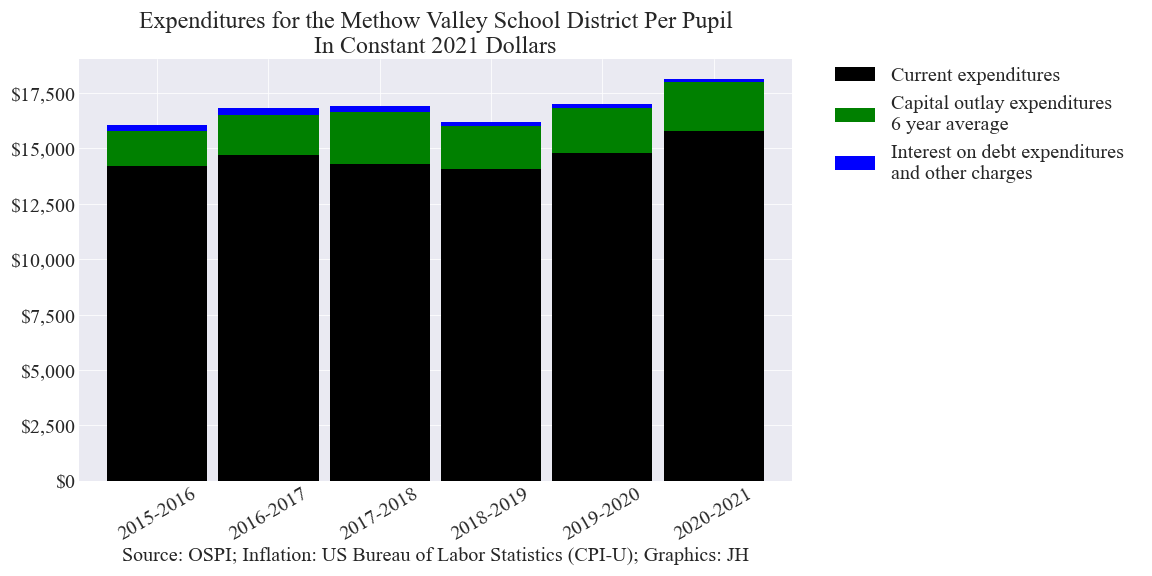 Expenditures for the Methow Valley School District Per Pupil
In Constant 2021 Dollars
$17,500
$15,000
$12,500
$10,000
$7,500
$5,000
$2,500
$0
2015-2016
2016-2017
2017-2018
2018-2019
2019-2020
2020-2021
Source: OSPI; Inflation: US Bureau of Labor Statistics (CPI-U); Graphics: JH
Current expenditures
Capital outlay expenditures
6 year average
Interest on debt expenditures
and other charges